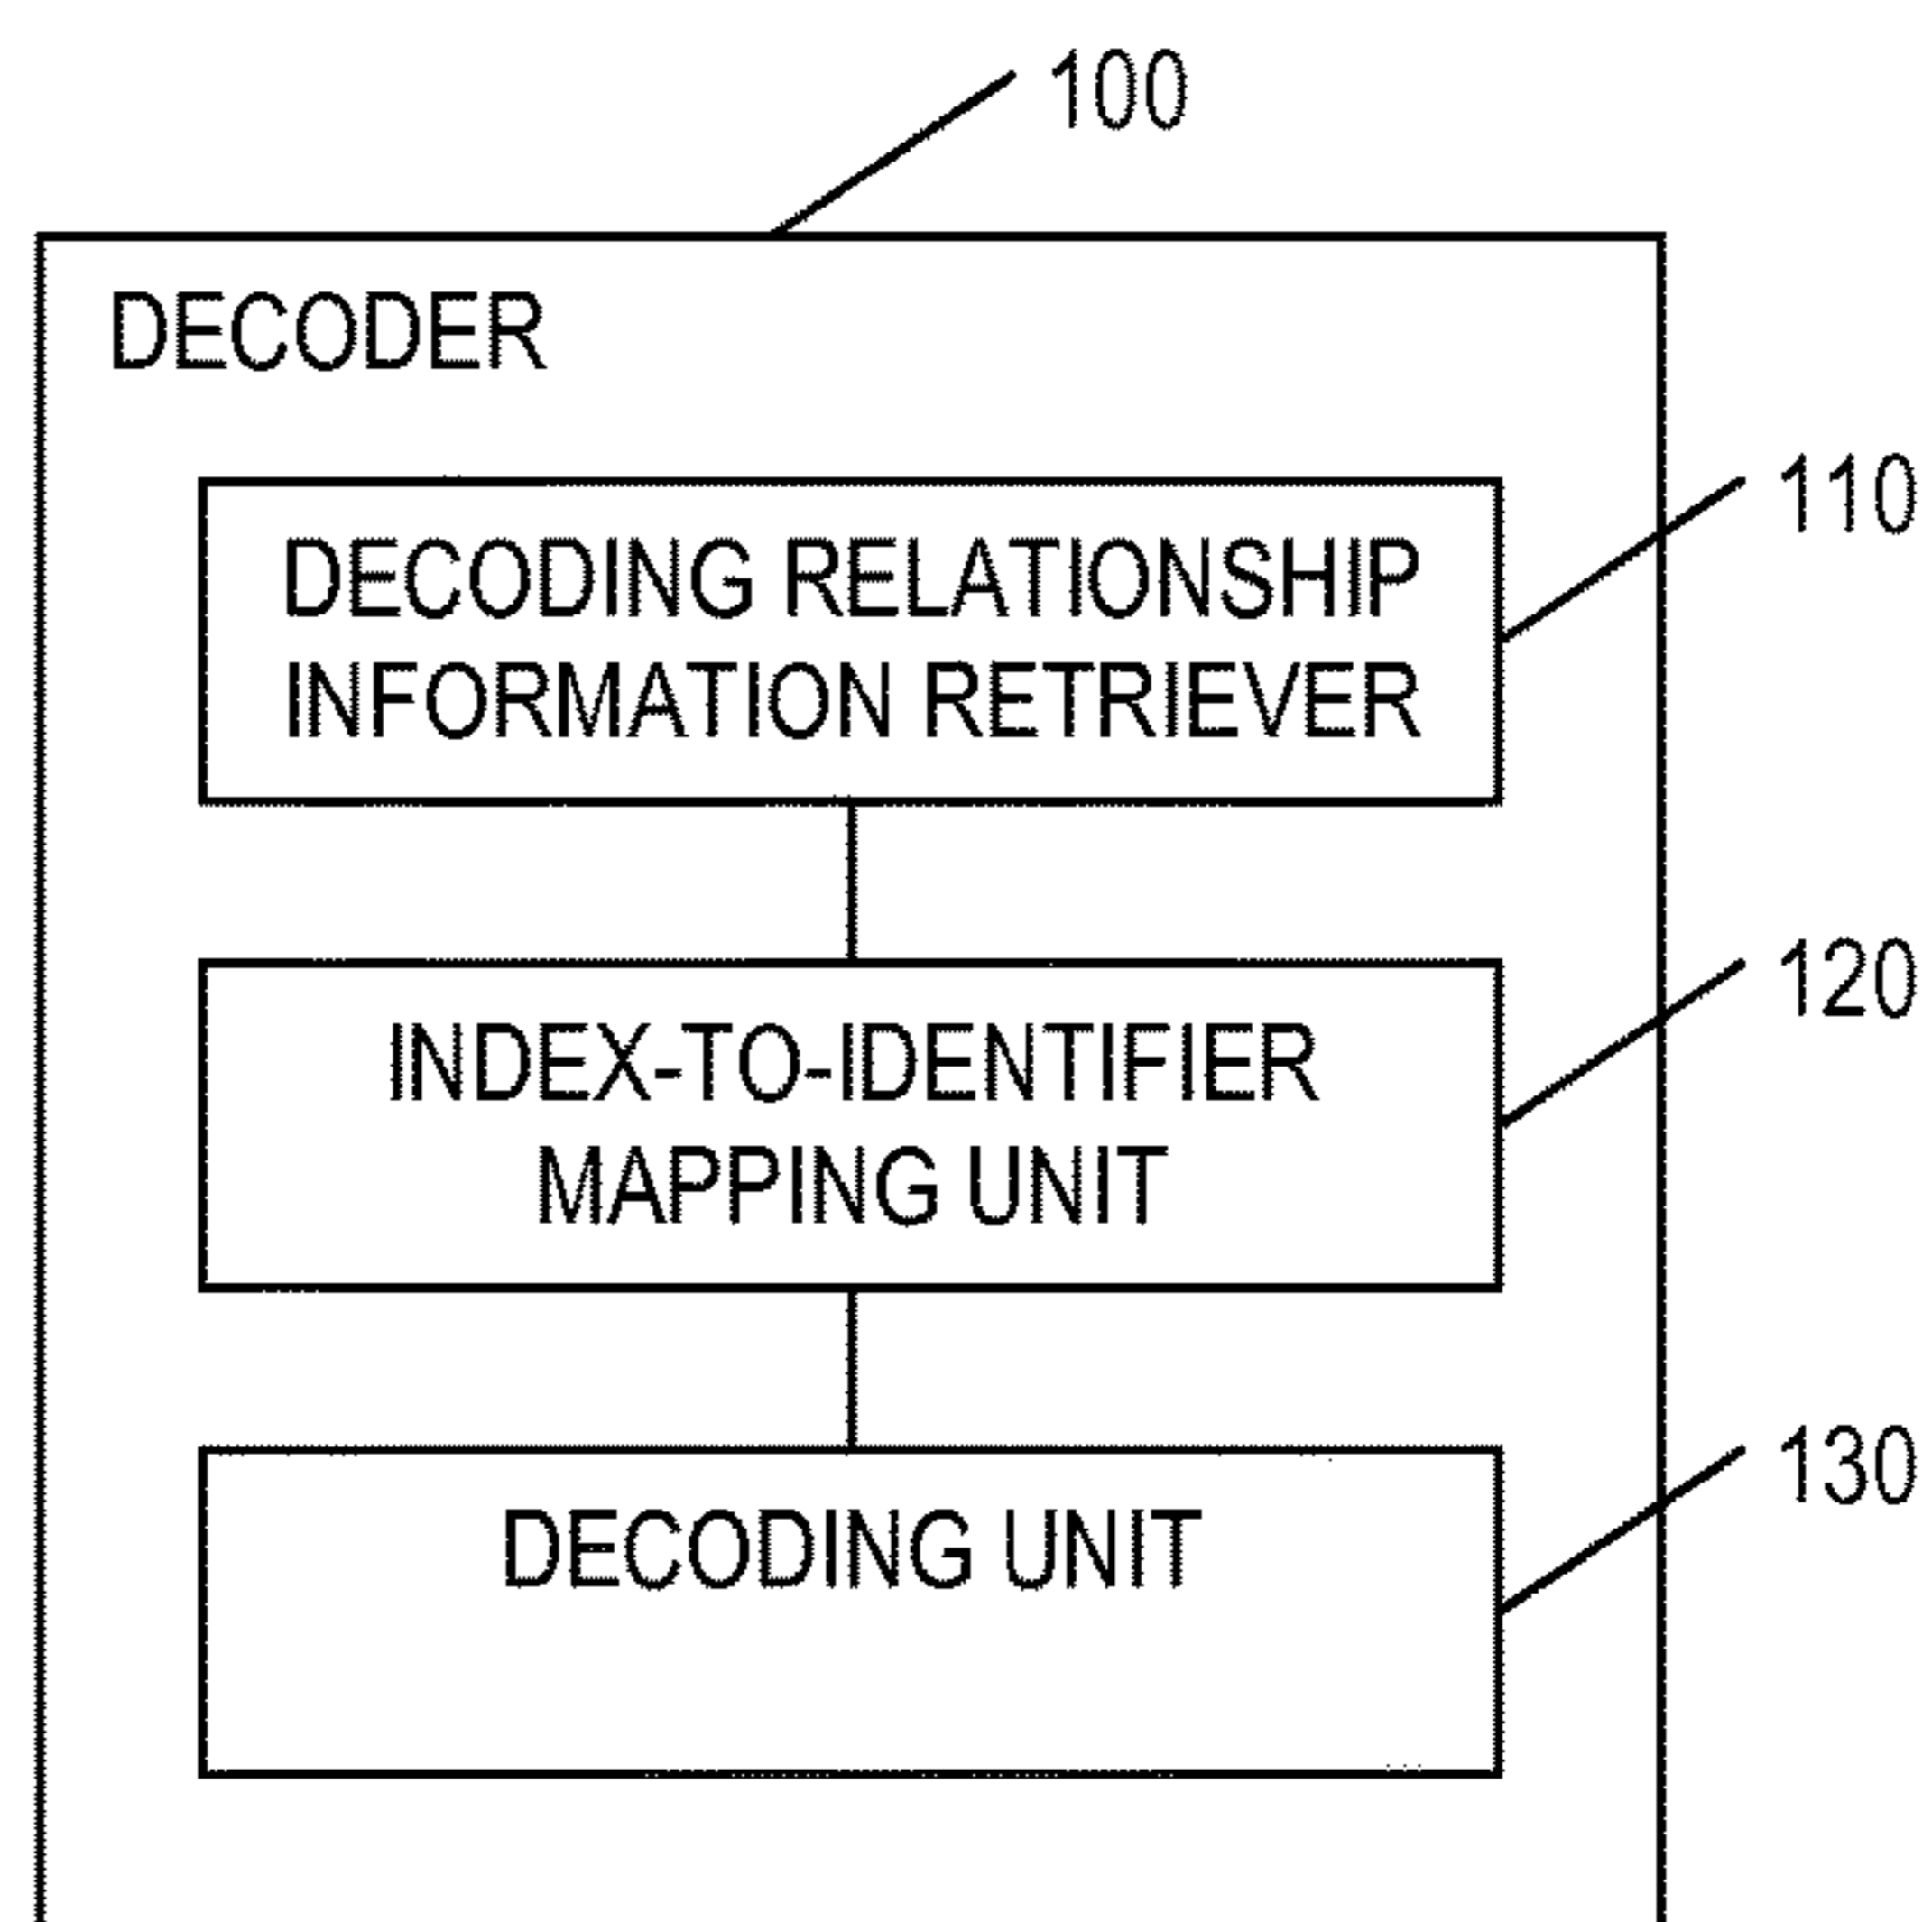 100
DECODER
110
DECODING RELATIONSHIP
INFORMATION RETRIEVER
120
INDEX-TO-IDENTIFIER
MAPPING UNIT
130
DECODING UNIT